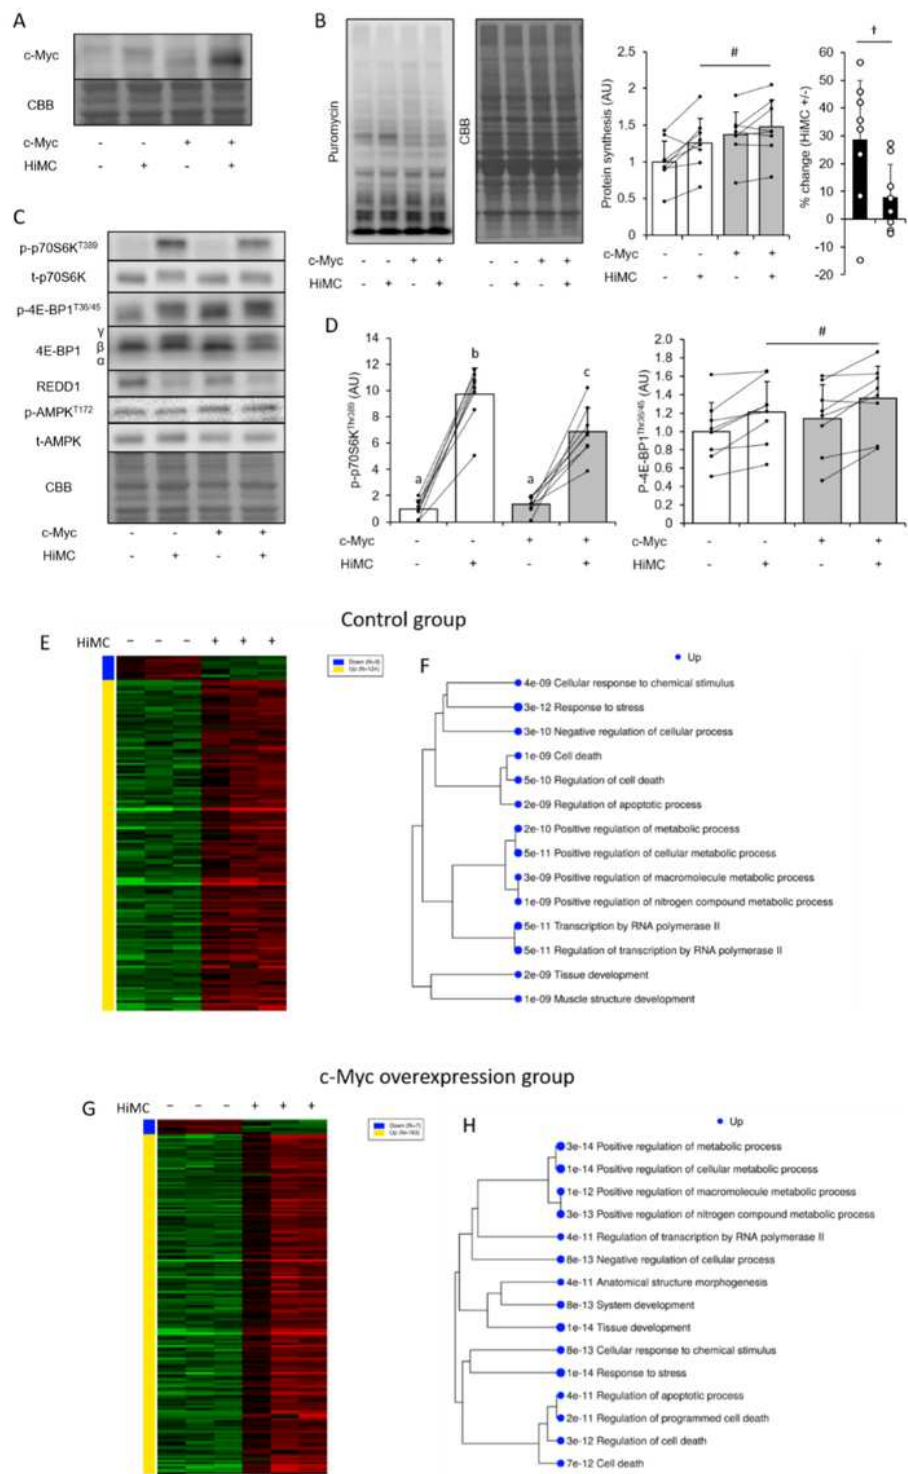 A
c-Myc
CBB
c-Myc - - + +
HiMC - + - +
B
Puromycin
CBB
c-Myc - - + + - - + +
HiMC - + - + - + - +
Protein synthesis (AU)
2.5
2
1.5
1
0.5
0
#
c-Myc - - + +
HiMC - + - +
% change (HiMC +/-)
60
50
40
30
20
10
0
-10
-20
†
C
p-p70S6K^T389
t-p70S6K
p-4E-BP1^T36/45
4E-BP1
γ
β
α
REDD1
p-AMPK^T172
t-AMPK
CBB
c-Myc - - + +
HiMC - + - +
D
p-p70S6K^Thr389 (AU)
14
12
10
8
6
4
2
0
a
b
a
c
c-Myc - - + +
HiMC - + - +
P-4E-BP1^Thr36/45 (AU)
2.0
1.8
1.6
1.4
1.2
1.0
0.8
0.6
0.4
0.2
0
#
c-Myc - - + +
HiMC - + - +
Control group
E
HiMC - - - + + +
F
Up
4e-09 Cellular response to chemical stimulus
3e-12 Response to stress
3e-10 Negative regulation of cellular process
1e-09 Cell death
5e-10 Regulation of cell death
2e-09 Regulation of apoptotic process
2e-10 Positive regulation of metabolic process
5e-11 Positive regulation of cellular metabolic process
3e-09 Positive regulation of macromolecule metabolic process
1e-09 Positive regulation of nitrogen compound metabolic process
5e-11 Transcription by RNA polymerase II
5e-11 Regulation of transcription by RNA polymerase II
2e-09 Tissue development
1e-09 Muscle structure development
c-Myc overexpression group
G
HiMC - - - + + +
H
Up
3e-14 Positive regulation of metabolic process
1e-14 Positive regulation of cellular metabolic process
1e-12 Positive regulation of macromolecule metabolic process
3e-13 Positive regulation of nitrogen compound metabolic process
4e-11 Regulation of transcription by RNA polymerase II
8e-13 Negative regulation of cellular process
4e-11 Anatomical structure morphogenesis
8e-13 System development
1e-14 Tissue development
8e-13 Cellular response to chemical stimulus
1e-14 Response to stress
4e-11 Regulation of apoptotic process
2e-11 Regulation of programmed cell death
3e-12 Regulation of cell death
7e-12 Cell death